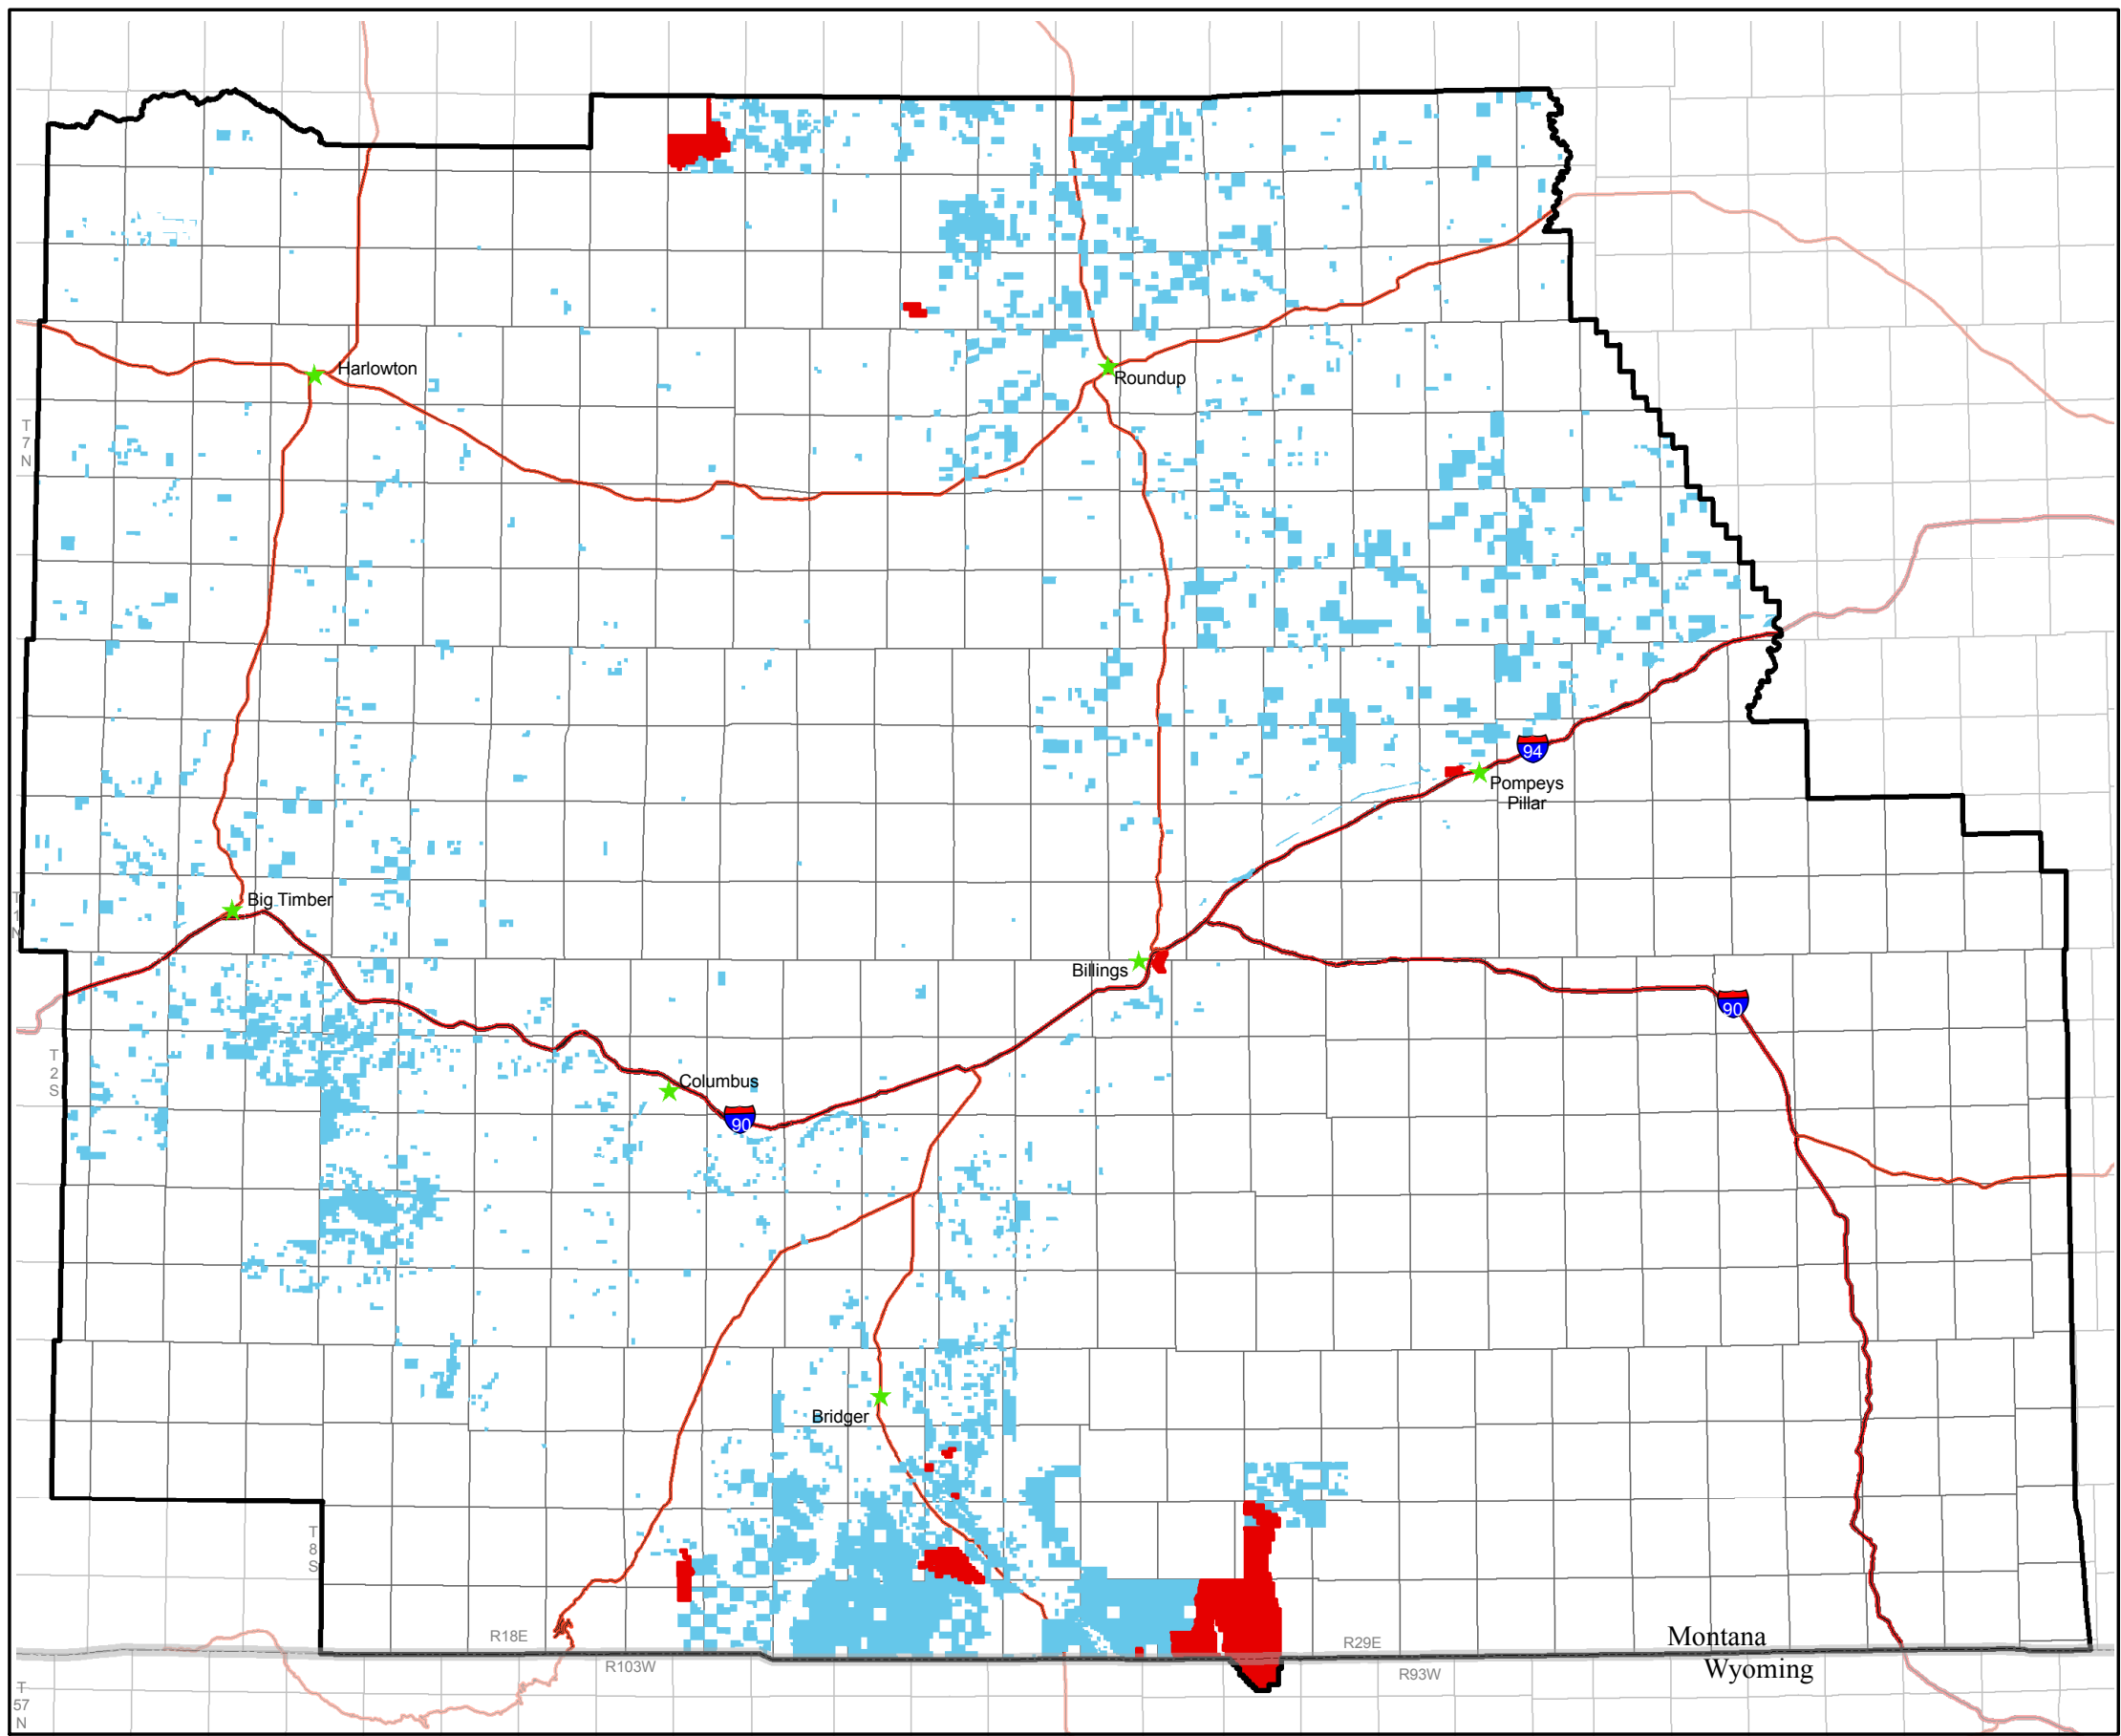 Harlowton
Roundup
T
7
N
94
Pompeys
Pillar
T
1
N
Big Timber
Billings
90
T
2
S
Columbus
90
Bridger
T
8
S
R18E
R29E
Montana
R103W
R93W
Wyoming
T
57
N